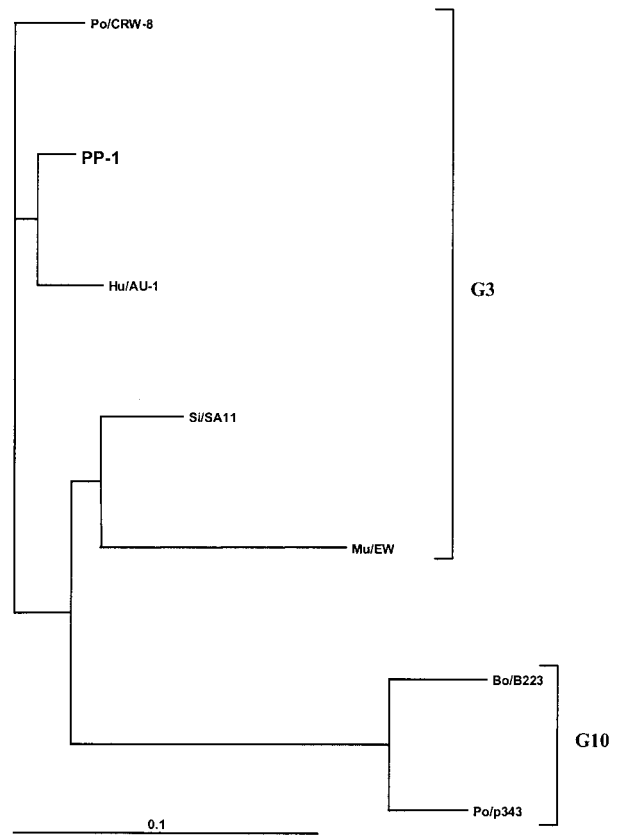 Po/CRW-8
PP-1
Hu/AU-1
G3
Si/SA11
Mu/EW
Bo/B223
G10
Po/p343
0.1